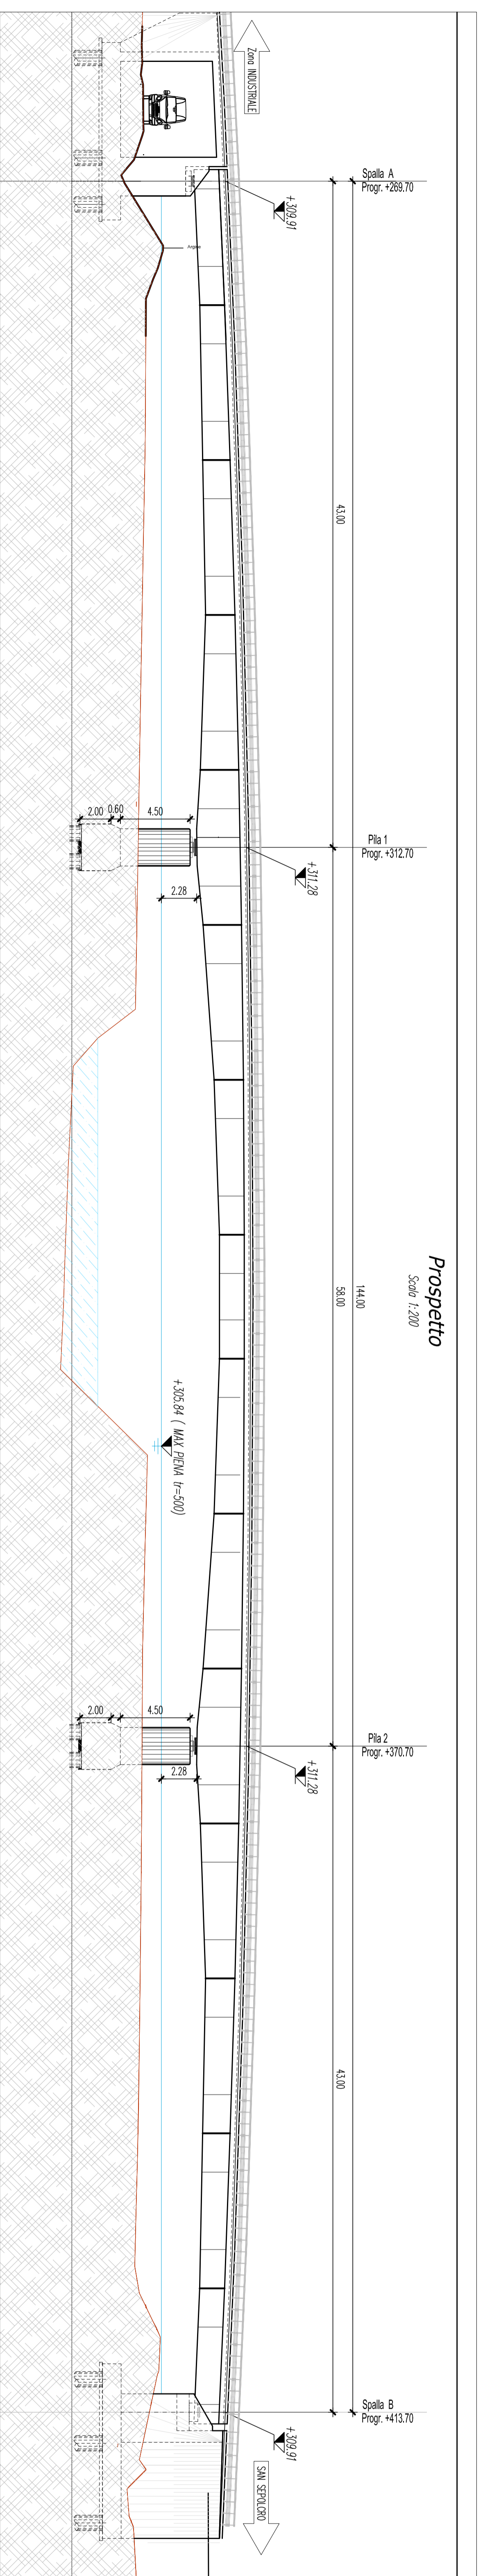 Prospetto
Scala 1:200
Zona INDUSTRIALE
Spalla A
Progr. +269.70
+309.91
Argine
43.00
Pila 1
Progr. +312.70
+311.28
2.00
0.60
4.50
2.28
144.00
58.00
+305.84 ( MAX PIENA tr=500)
Pila 2
Progr. +370.70
+311.28
2.00
4.50
2.28
43.00
Spalla B
Progr. +413.70
+309.91
SAN SEPOLCRO